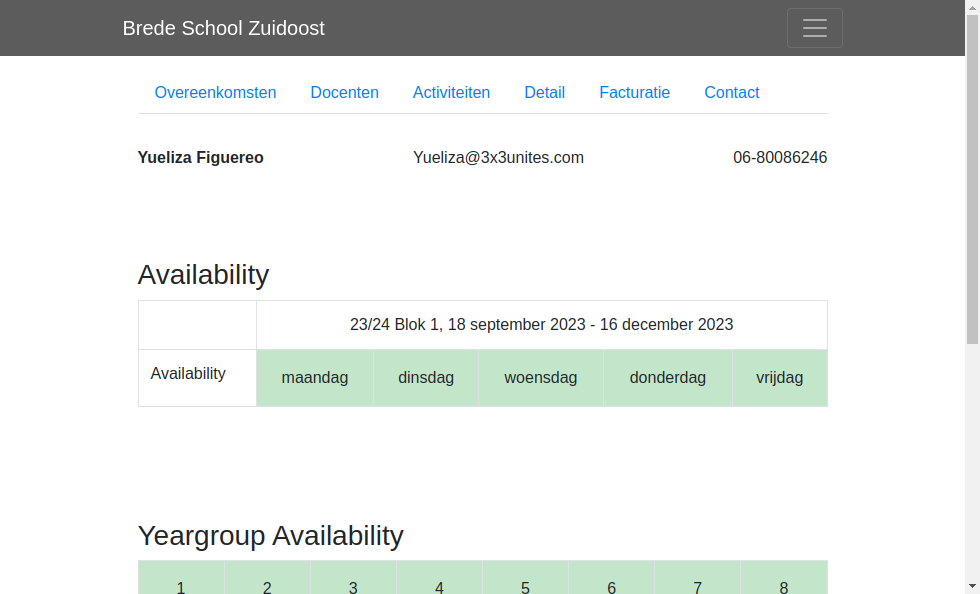 Brede School Zuidoost
Overeenkomsten Docenten Activiteiten Detail Facturatie Contact
Yueliza Figuereo Yueliza@3x3unites.com 06-80086246
Availability
23/24 Blok 1, 18 september 2023 - 16 december 2023
Availability maandag dinsdag woensdag donderdag vrijdag
Yeargroup Availability
1 2 3 4 5 6 7 8